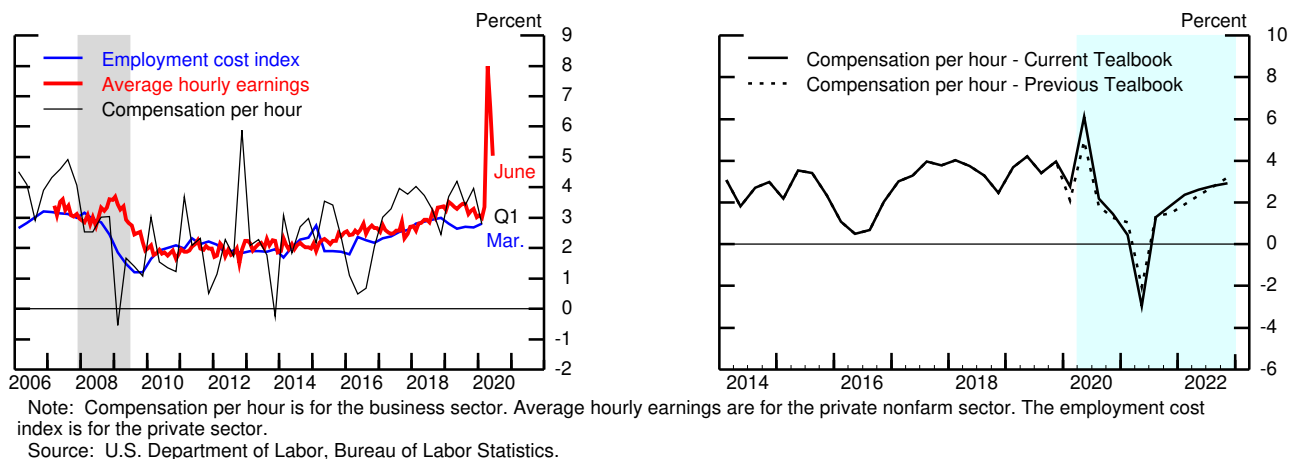 Percent
9
8
7
6
5
4
3
2
1
0
-1
-2
Employment cost index
Average hourly earnings
Compensation per hour
June
Q1
Mar.
2006 2008 2010 2012 2014 2016 2018 2020
Percent
10
8
6
4
2
0
-2
-4
-6
Compensation per hour - Current Tealbook
Compensation per hour - Previous Tealbook
2014 2016 2018 2020 2022
Note: Compensation per hour is for the business sector. Average hourly earnings are for the private nonfarm sector. The employment cost
index is for the private sector.
Source: U.S. Department of Labor, Bureau of Labor Statistics.